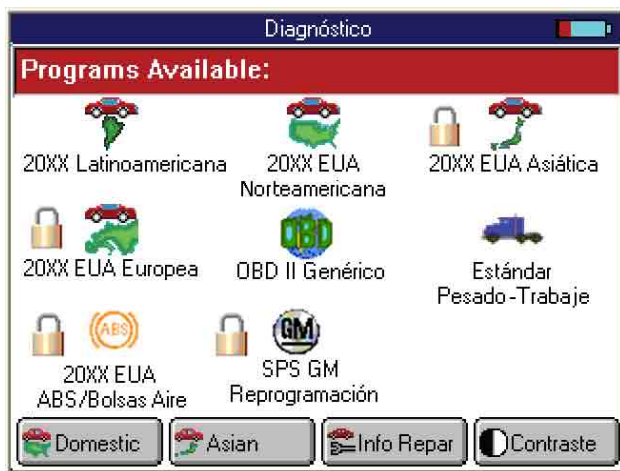 Diagnóstico
Programs Available:
20XX Latinoamericana
20XX EUA
Norteamericana
20XX EUA Asiática
20XX EUA Europea
OBD
OBD II Genérico
Estándar
Pesado-Trabaje
ABS
20XX EUA
ABS/Bolsas Aire
GM
SPS GM
Reprogramación
Domestic
Asian
Info Repar
Contraste